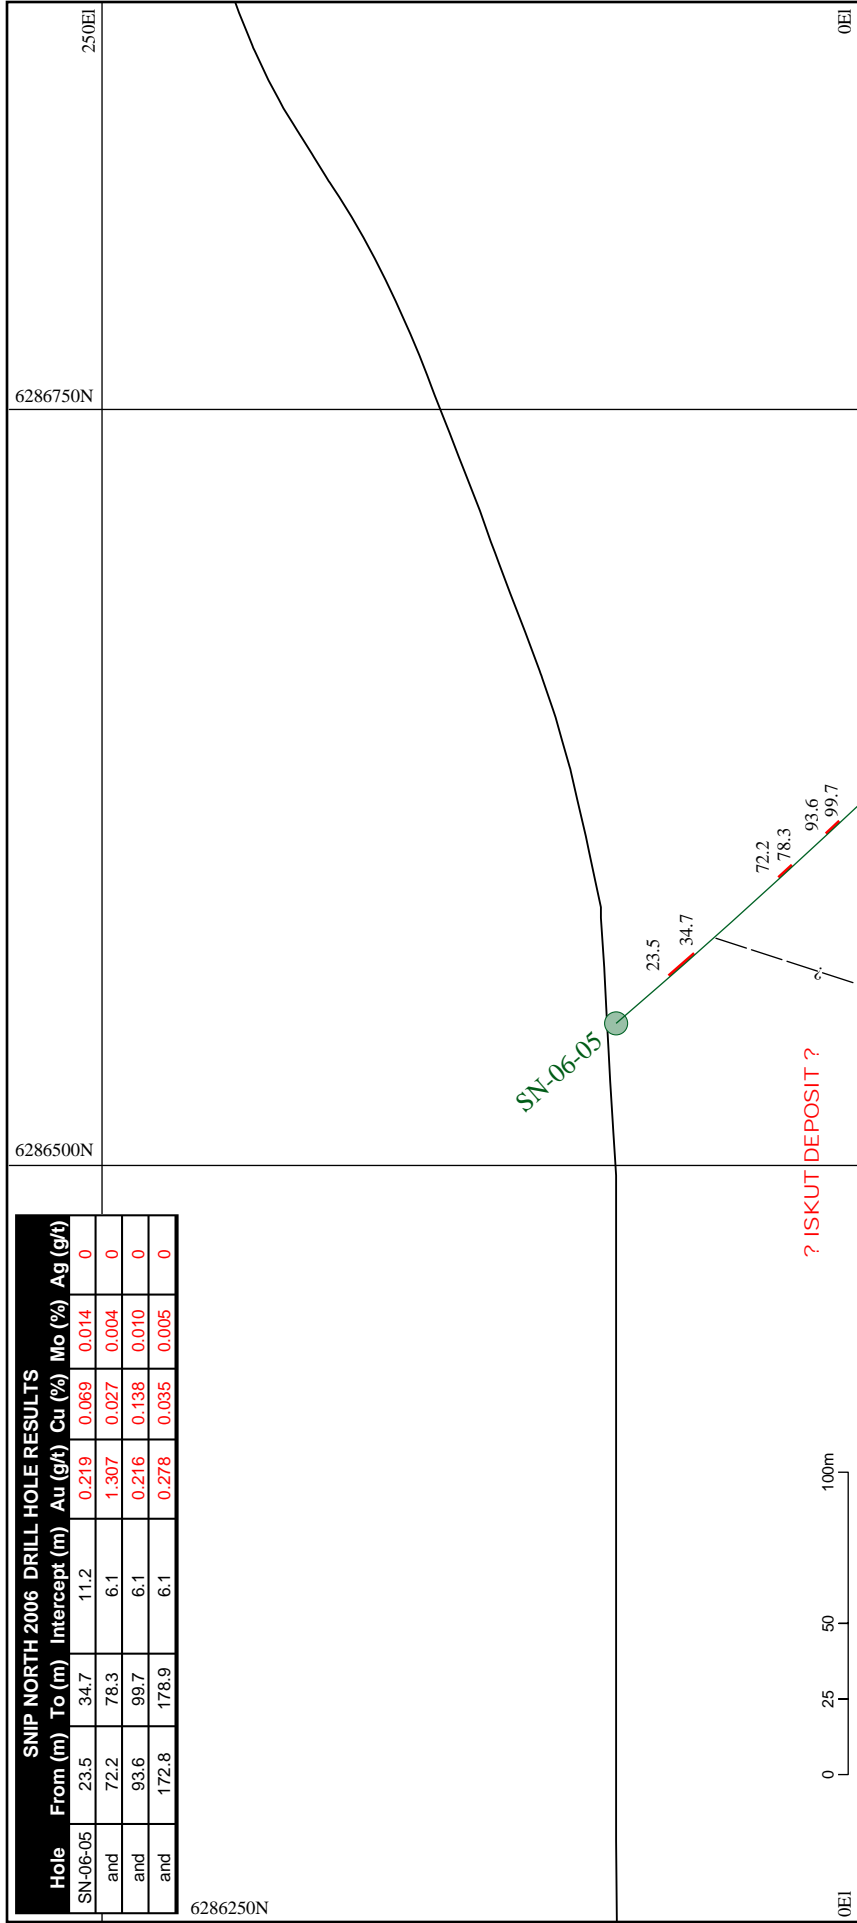 250El
0El
6286750N
6286500N
6286250N
SNIP NORTH 2006 DRILL HOLE RESULTS
Hole From (m) To (m) Intercept (m) Au (g/t) Cu (%) Mo (%) Ag (g/t)
SN-06-05 23.5 34.7 11.2 0.219 0.069 0.014 0
and 72.2 78.3 6.1 1.307 0.027 0.004 0
and 93.6 99.7 6.1 0.216 0.138 0.010 0
and 172.8 178.9 6.1 0.278 0.035 0.005 0
SN-06-05
23.5
34.7
72.2
78.3
93.6
99.7
?
? ISKUT DEPOSIT ?
0 25 50 100m
0El